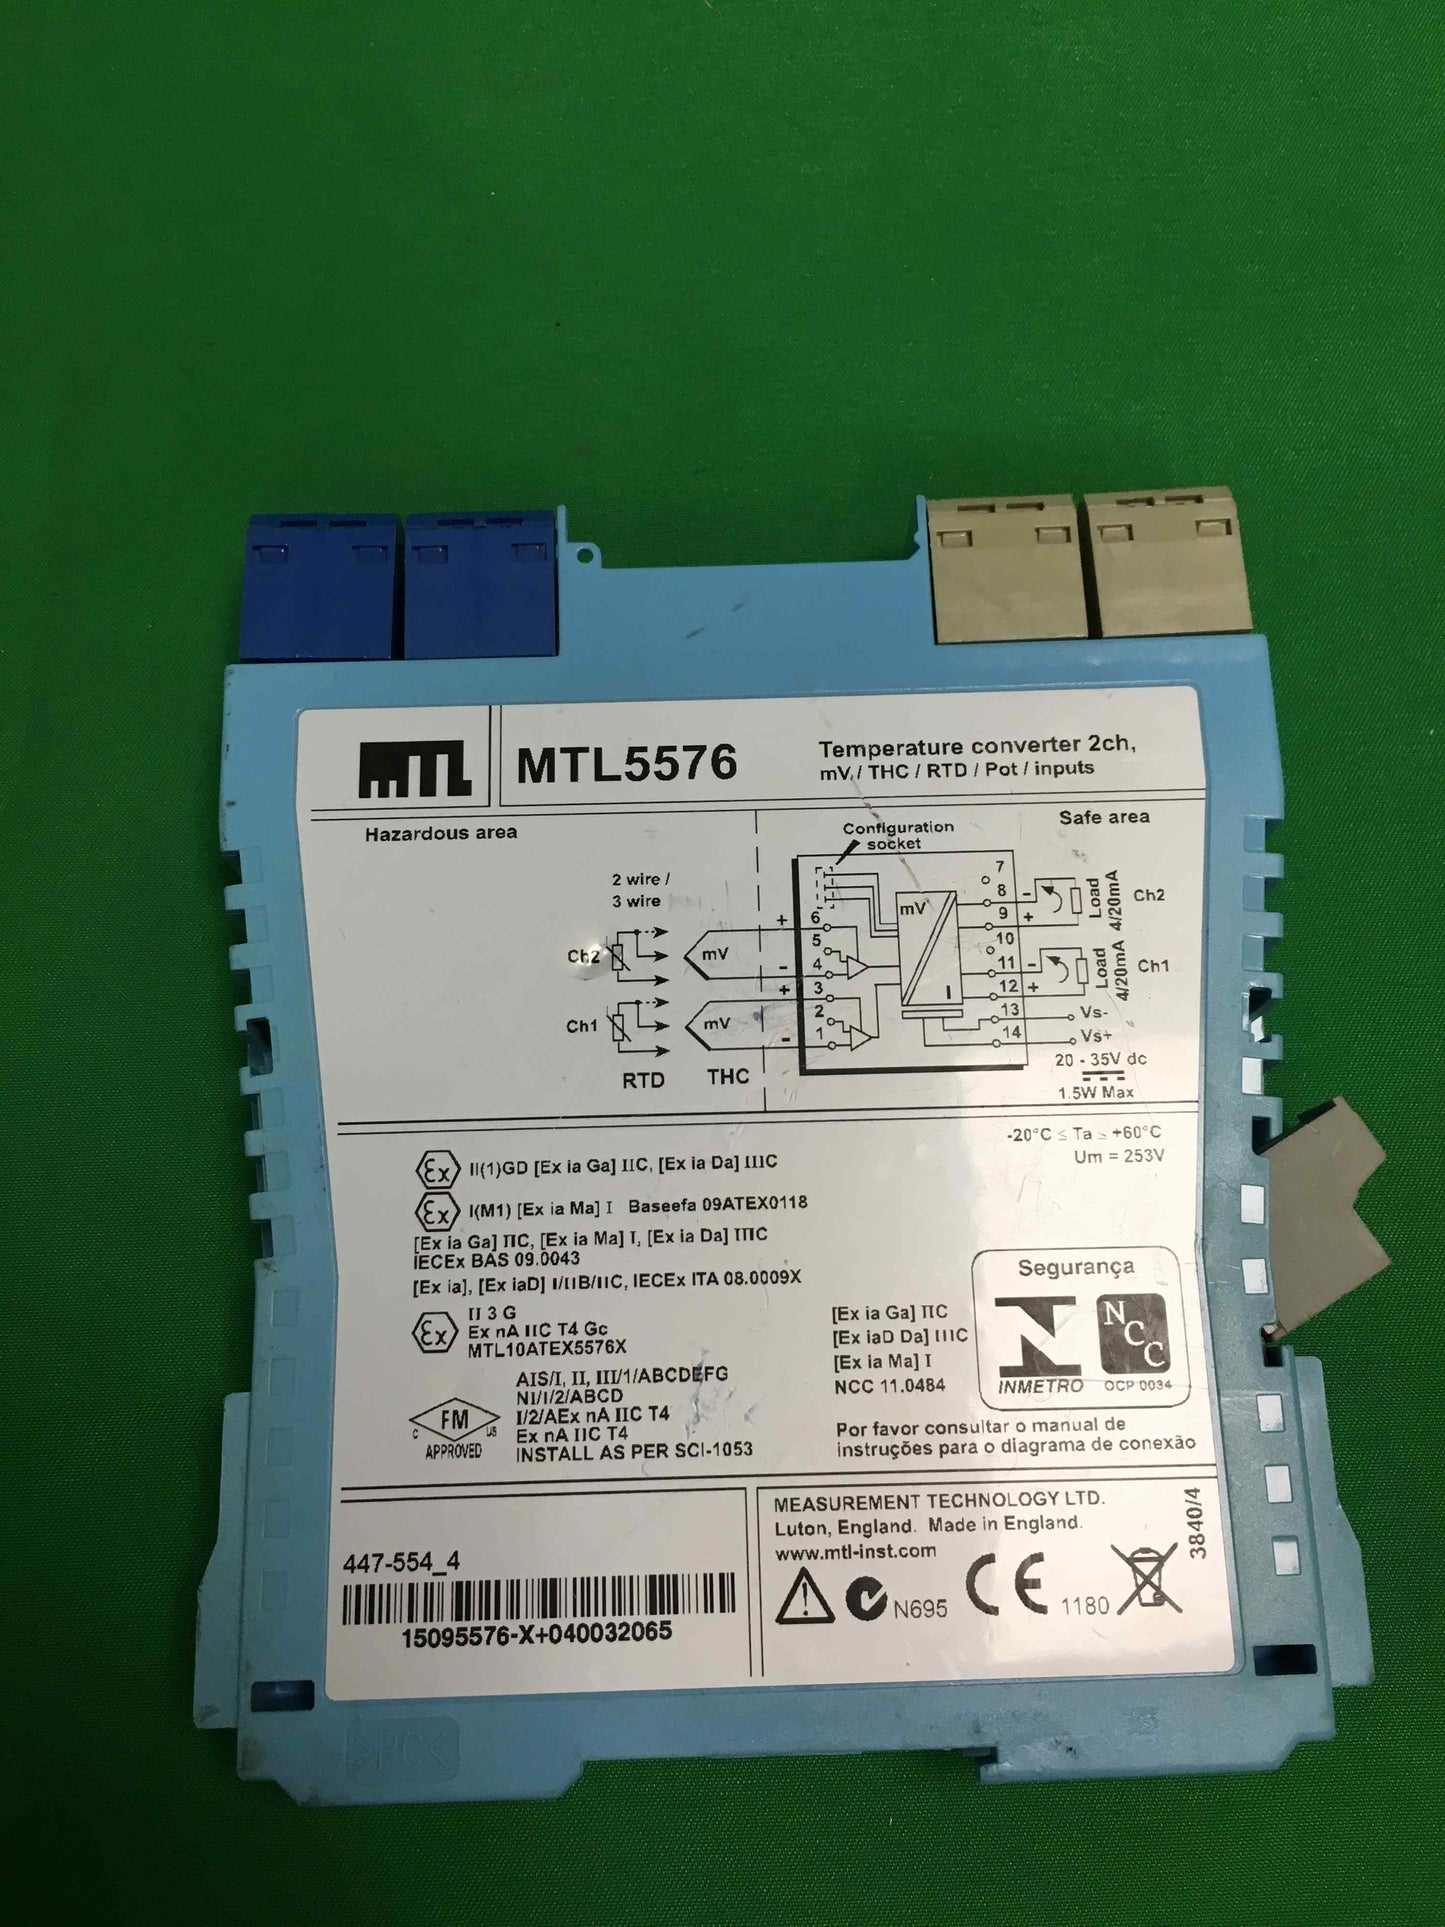 MTL
MTL5576
Temperature converter 2ch,
mV / THC / RTD / Pot / inputs
Hazardous area
Safe area
Configuration
socket
2 wire /
3 wire
Ch2
Ch1
mV
mV
RTD
THC
+
-
+
-
6
5
4
3
2
1
mV
I
7
8
9
10
11
12
13
14
-
+
-
+
Load
4/20mA
Ch2
Load
4/20mA
Ch1
Vs-
Vs+
20 - 35V dc
1.5W Max
-20°C ≤ Ta ≤ +60°C
Um = 253V
Ex II(1)GD [Ex ia Ga] IIC, [Ex ia Da] IIIC
Ex I(M1) [Ex ia Ma] I Baseefa 09ATEX0118
[Ex ia Ga] IIC, [Ex ia Ma] I, [Ex ia Da] IIIC
IECEx BAS 09.0043
[Ex ia], [Ex iaD] I/IIB/IIC, IECEx ITA 08.0009X
Ex
II 3 G
Ex nA IIC T4 Gc
MTL10ATEX5576X
C FM US
APPROVED
AIS/I, II, III/1/ABCDEFG
NI/I/2/ABCD
I/2/AEx nA IIC T4
Ex nA IIC T4
INSTALL AS PER SCI-1053
[Ex ia Ga] IIC
[Ex iaD Da] IIIC
[Ex ia Ma] I
NCC 11.0484
Segurança
INMETRO
NCC
OCP 0034
Por favor consultar o manual de
instruções para o diagrama de conexão
447-554_4
15095576-X+040032065
MEASUREMENT TECHNOLOGY LTD.
Luton, England. Made in England.
www.mtl-inst.com
N695
CE 1180
3840/4
>PC<